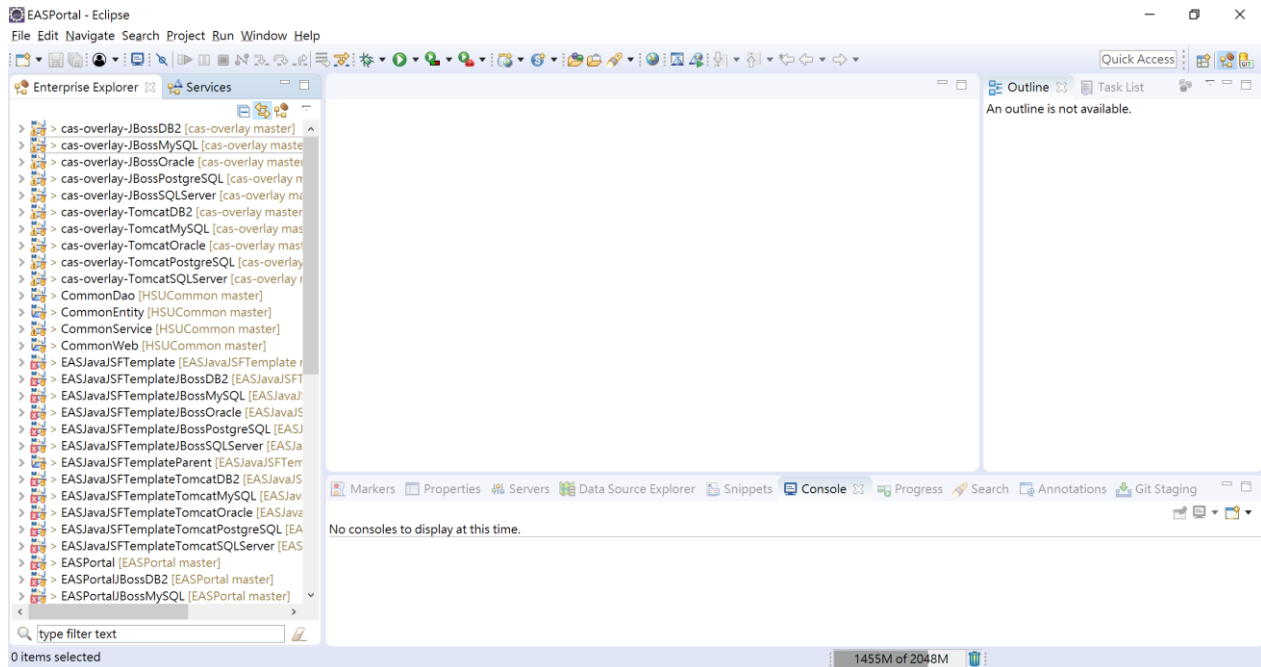 EASPortal - Eclipse
File Edit Navigate Search Project Run Window Help
Quick Access
Enterprise Explorer
Services
> cas-overlay-JBossDB2 [cas-overlay master]
> cas-overlay-JBossMySQL [cas-overlay maste
> cas-overlay-JBossOracle [cas-overlay master
> cas-overlay-JBossPostgreSQL [cas-overlay m
> cas-overlay-JBossSQLServer [cas-overlay ma
> cas-overlay-TomcatDB2 [cas-overlay master
> cas-overlay-TomcatMySQL [cas-overlay mas
> cas-overlay-TomcatOracle [cas-overlay mast
> cas-overlay-TomcatPostgreSQL [cas-overlay
> cas-overlay-TomcatSQLServer [cas-overlay r
> CommonDao [HSUCommon master]
> CommonEntity [HSUCommon master]
> CommonService [HSUCommon master]
> CommonWeb [HSUCommon master]
> EASJavaJSFTemplate [EASJavaJSFTemplate r
> EASJavaJSFTemplateJBossDB2 [EASJavaJSFT
> EASJavaJSFTemplateJBossMySQL [EASJavaJ
> EASJavaJSFTemplateJBossOracle [EASJavaJS
> EASJavaJSFTemplateJBossPostgreSQL [EASJ
> EASJavaJSFTemplateJBossSQLServer [EASJa
> EASJavaJSFTemplateParent [EASJavaJSFTem
> EASJavaJSFTemplateTomcatDB2 [EASJavaJS
> EASJavaJSFTemplateTomcatMySQL [EASJav
> EASJavaJSFTemplateTomcatOracle [EASJava
> EASJavaJSFTemplateTomcatPostgreSQL [EA
> EASJavaJSFTemplateTomcatSQLServer [EAS
> EASPortal [EASPortal master]
> EASPortalJBossDB2 [EASPortal master]
> EASPortalJBossMySQL [EASPortal master]
type filter text
0 items selected
Outline
Task List
An outline is not available.
Markers Properties Servers Data Source Explorer Snippets Console Progress Search Annotations Git Staging
No consoles to display at this time.
1455M of 2048M